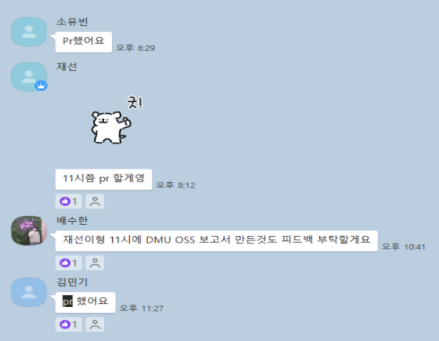 소유빈
Pr했어요
오후 6:29
재선
굿!
11시쯤 pr 할게영
오후 8:12
1
배수한
재선이형 11시에 DMU OSS 보고서 만든것도 피드백 부탁할게요
오후 10:41
1
김민기
pr 했어요
오후 11:27
1